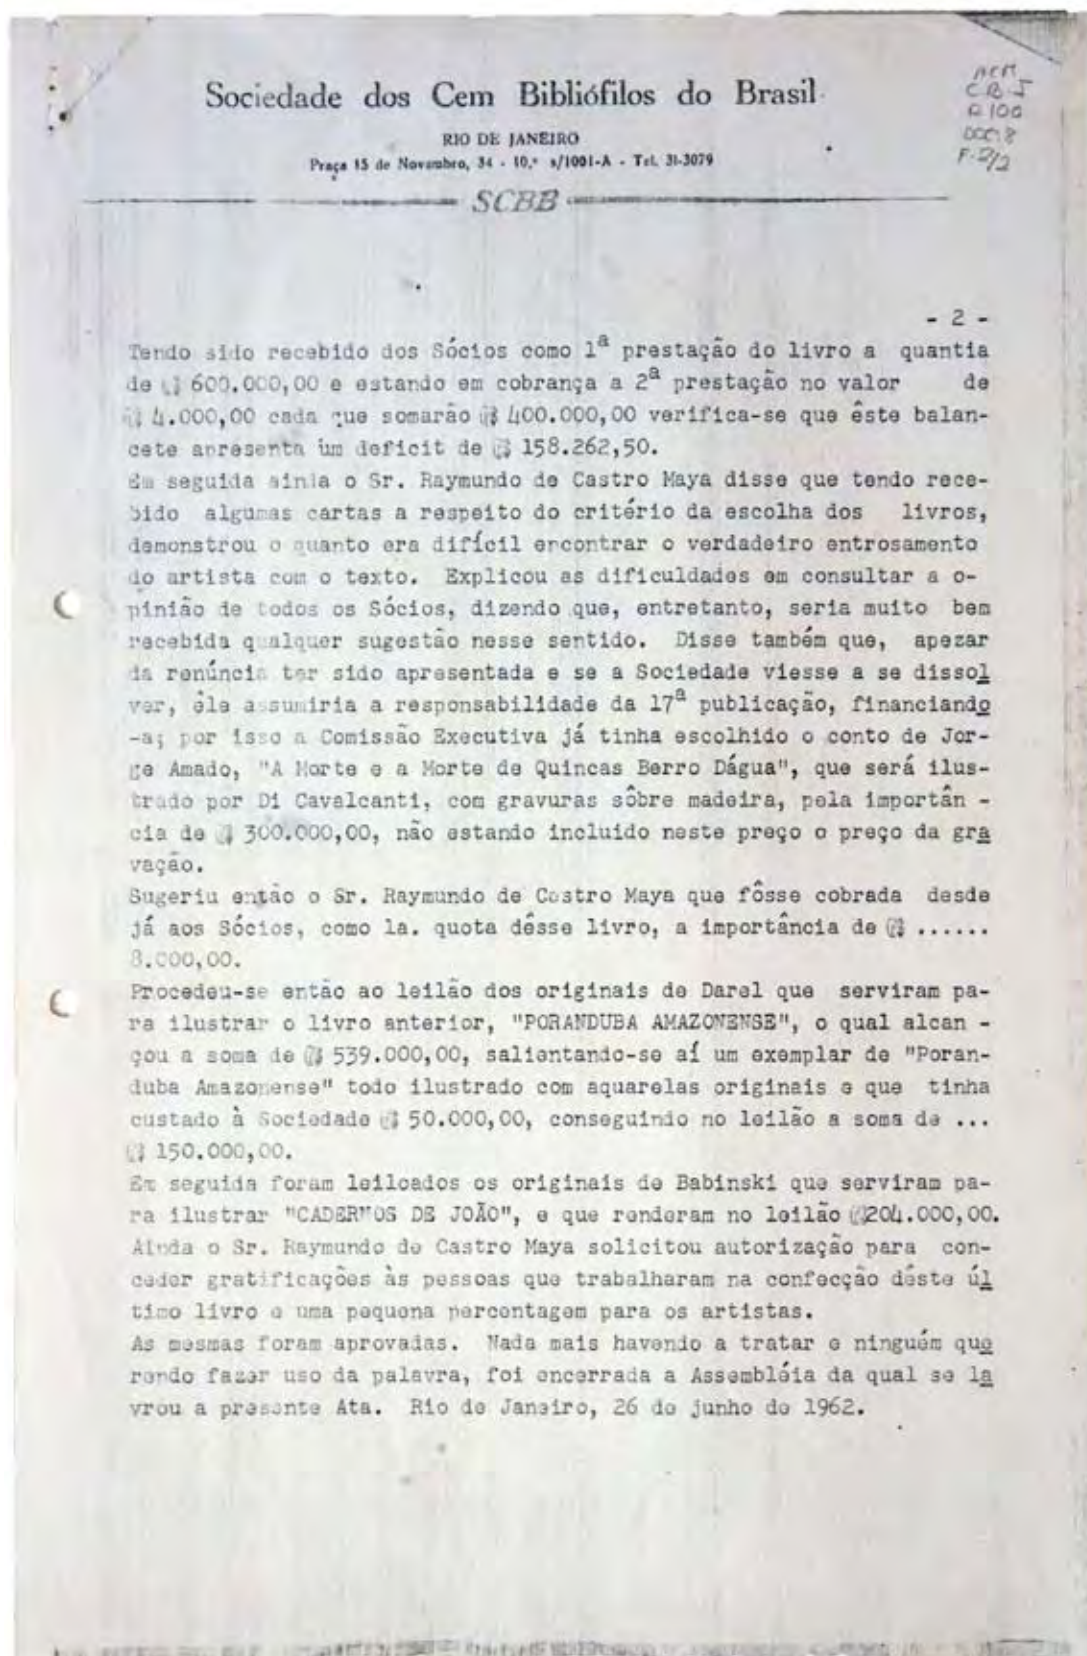 Sociedade dos Cem Bibliófilos do Brasil
RIO DE JANEIRO
Praça 15 de Novembro, 34 - 10.º s/1001-A - Tel. 31-3079
SCBB
R 100
F. 2/2
- 2 -
Tendo sido recebido dos Sócios como 1ª prestação do livro a quantia
de Cr$ 600.000,00 e estando em cobrança a 2ª prestação no valor de
Cr$ 4.000,00 cada que somarão Cr$ 400.000,00 verifica-se que êste balan-
cete apresenta um deficit de Cr$ 158.262,50.
Em seguida ainda o Sr. Raymundo de Castro Maya disse que tendo rece-
bido algumas cartas a respeito do critério da escolha dos livros,
demonstrou o quanto era difícil encontrar o verdadeiro entrosamento
do artista com o texto. Explicou as dificuldades em consultar a o-
pinião de todos os Sócios, dizendo que, entretanto, seria muito bem
recebida qualquer sugestão nesse sentido. Disse também que, apezar
da renúncia ter sido apresentada e se a Sociedade viesse a se dissol
ver, êle assumiria a responsabilidade da 17ª publicação, financiando
-a; por isso a Comissão Executiva já tinha escolhido o conto de Jor-
ge Amado, "A Morte e a Morte de Quincas Berro Dágua", que será ilus-
trado por Di Cavalcanti, com gravuras sôbre madeira, pela importân -
cia de Cr$ 300.000,00, não estando incluido neste preço o preço da gra
vação.
Sugeriu então o Sr. Raymundo de Castro Maya que fôsse cobrada desde
já aos Sócios, como la. quota dêsse livro, a importância de Cr$ ......
8.000,00.
Procedeu-se então ao leilão dos originais de Darel que serviram pa-
ra ilustrar o livro anterior, "PORANDUBA AMAZONENSE", o qual alcan -
çou a soma de Cr$ 539.000,00, salientando-se aí um exemplar de "Poran-
duba Amazonense" todo ilustrado com aquarelas originais e que tinha
custado à Sociedade Cr$ 50.000,00, conseguindo no leilão a soma de ...
Cr$ 150.000,00.
Em seguida foram leiloados os originais de Babinski que serviram pa-
ra ilustrar "CADERNOS DE JOÃO", e que renderam no leilão Cr$204.000,00.
Ainda o Sr. Raymundo de Castro Maya solicitou autorização para con-
ceder gratificações às pessoas que trabalharam na confecção dêste úl
timo livro e uma pequena percentagem para os artistas.
As mesmas foram aprovadas. Nada mais havendo a tratar e ninguém que
rendo fazer uso da palavra, foi encerrada a Assembléia da qual se la
vrou a presente Ata. Rio de Janeiro, 26 de junho de 1962.